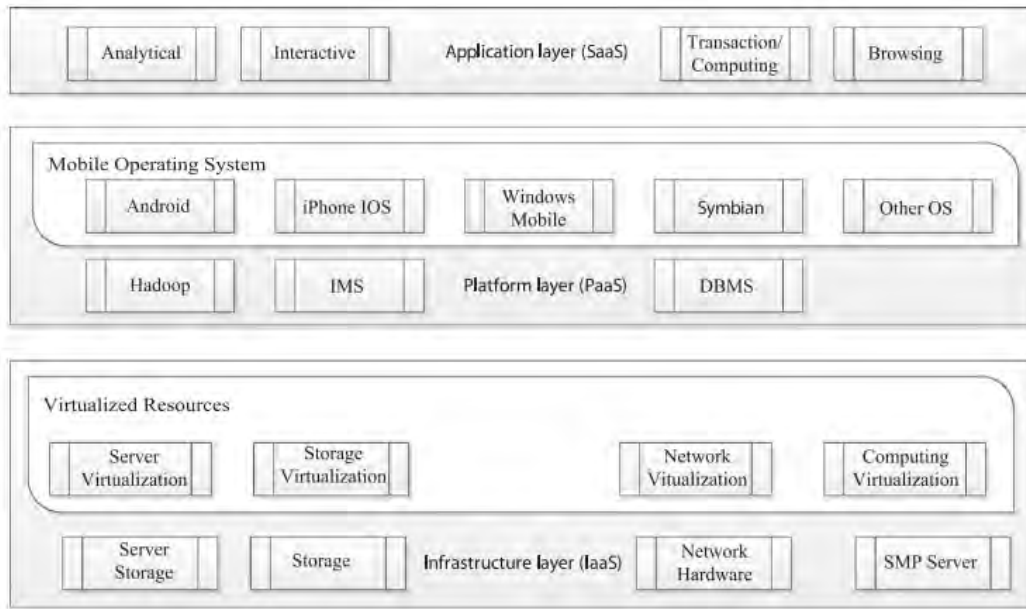 Analytical
Interactive
Application layer (SaaS)
Transaction/
Computing
Browsing
Mobile Operating System
Android
iPhone IOS
Windows
Mobile
Symbian
Other OS
Hadoop
IMS
Platform layer (PaaS)
DBMS
Virtualized Resources
Server
Virtualization
Storage
Virtualization
Network
Vitualization
Computing
Virtualization
Server
Storage
Storage
Infrastructure layer (IaaS)
Network
Hardware
SMP Server